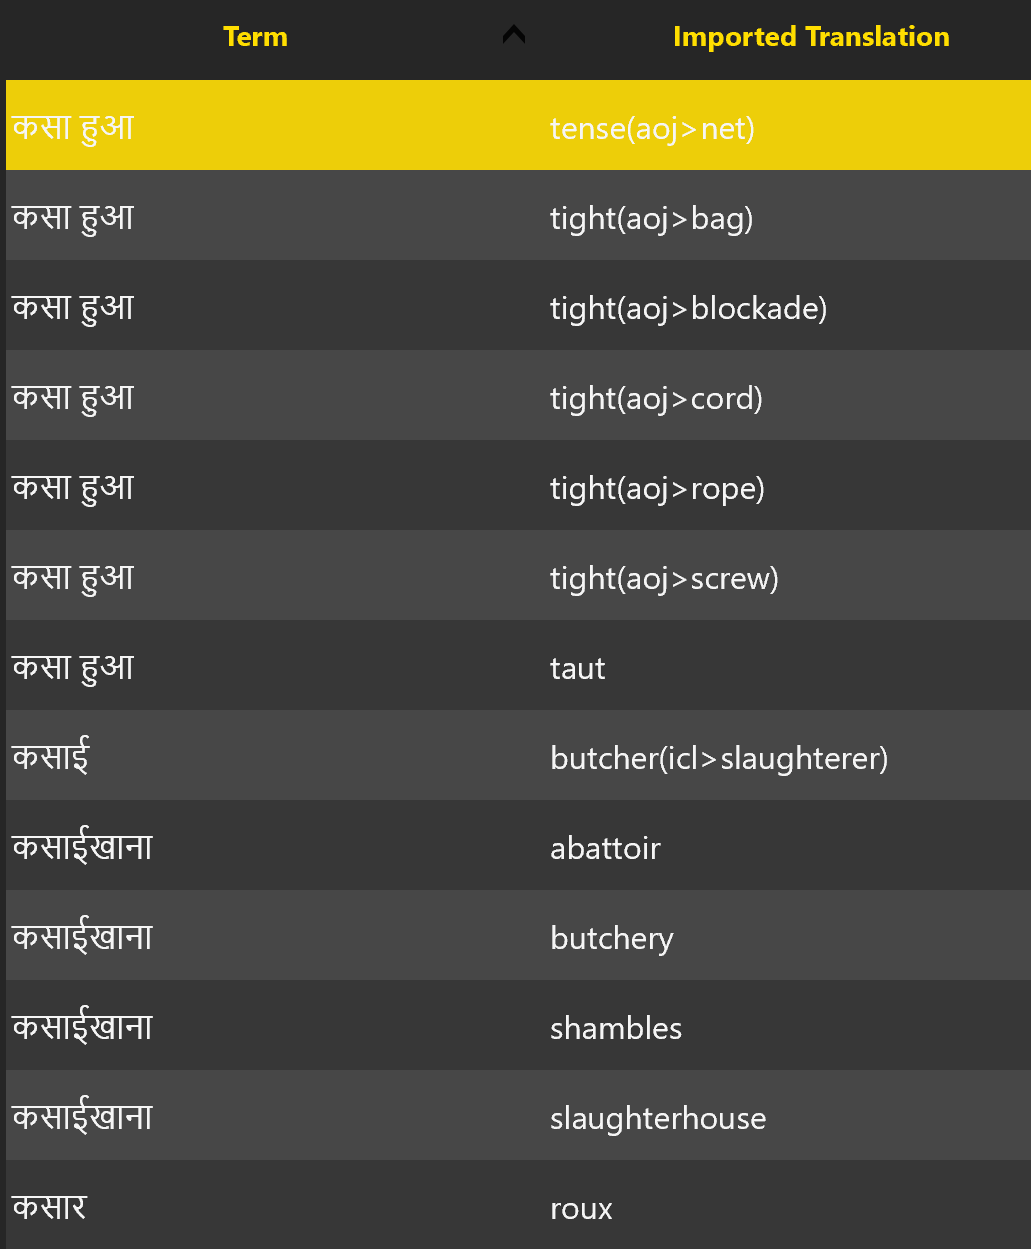 Term Imported Translation
कसा हुआ tense(aoj>net)
कसा हुआ tight(aoj>bag)
कसा हुआ tight(aoj>blockade)
कसा हुआ tight(aoj>cord)
कसा हुआ tight(aoj>rope)
कसा हुआ tight(aoj>screw)
कसा हुआ taut
कसाई butcher(icl>slaughterer)
कसाईखाना abattoir
कसाईखाना butchery
कसाईखाना shambles
कसाईखाना slaughterhouse
कसार roux